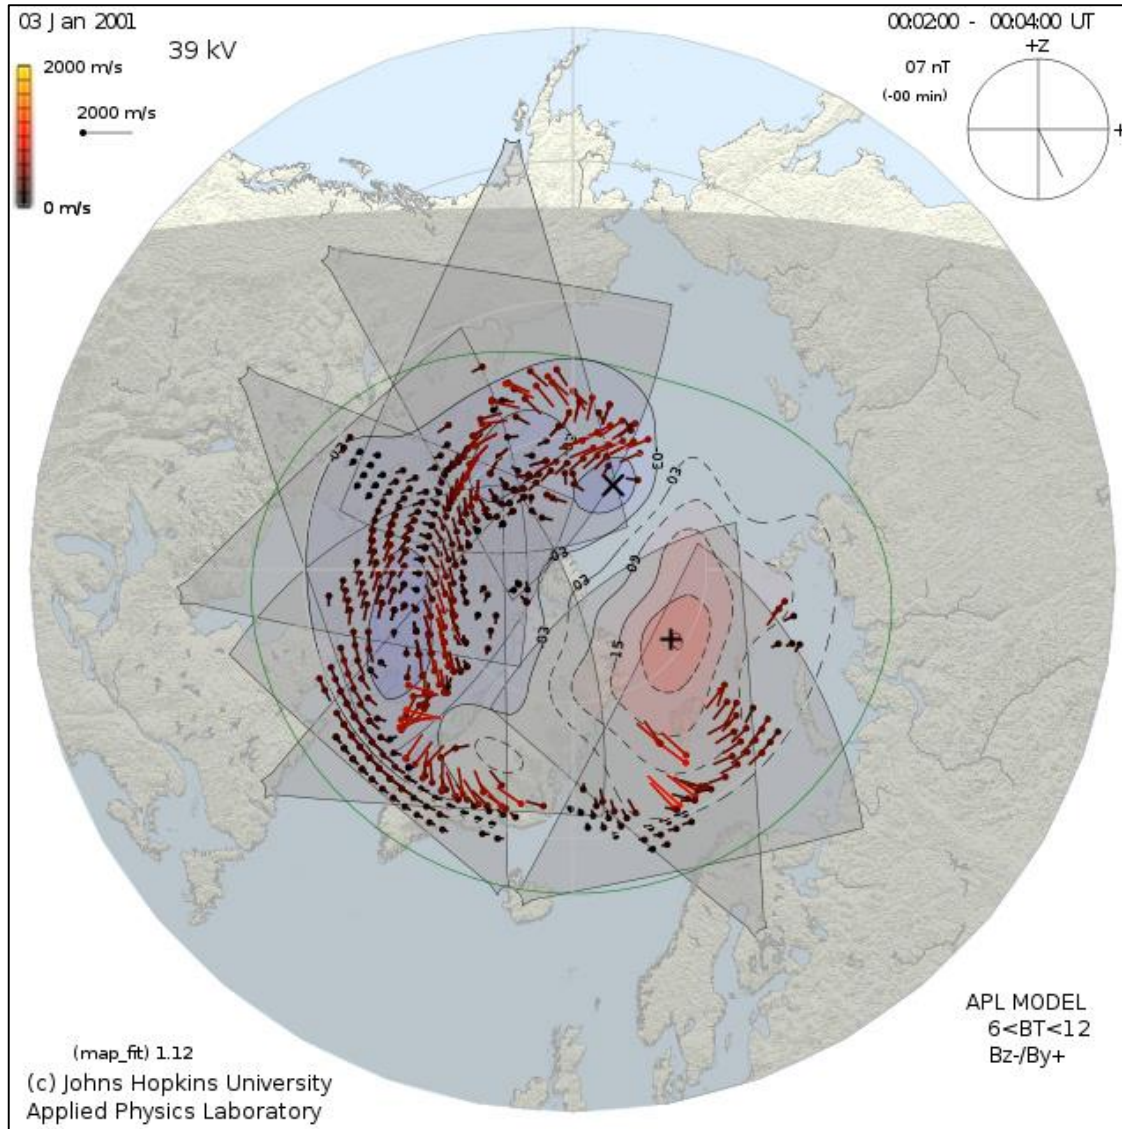 03 Jan 2001
00:02:00 - 00:04:00 UT
39 kV
+Z
2000 m/s
07 nT
(-00 min)
2000 m/s
+
0 m/s
-03
-03
03
-03
03
09
-03
-15
APL MODEL
6<BT<12
Bz-/By+
(map_fit) 1.12
(c) Johns Hopkins University
Applied Physics Laboratory